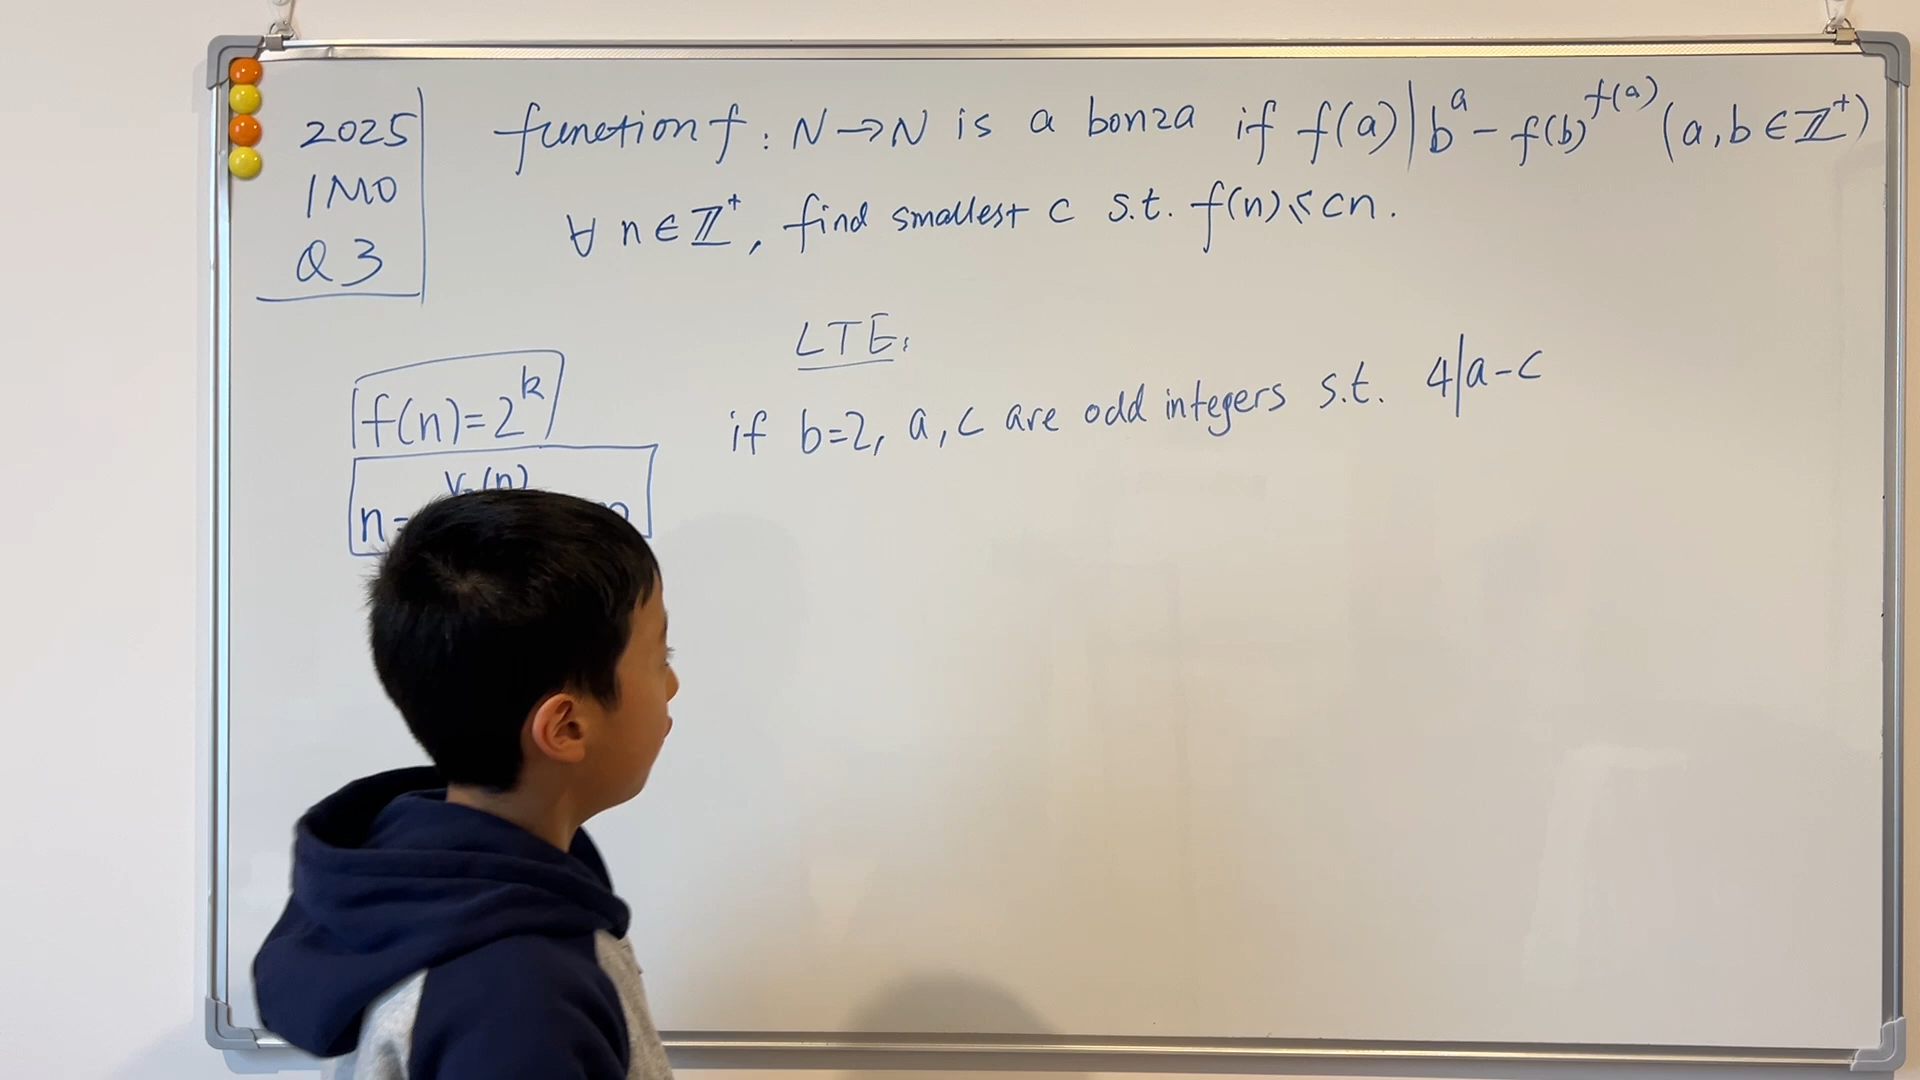 2025
IMO
Q3
function f: N→N is a bonza if f(a)|b^a - f(b)^f(a) (a,b∈ℤ⁺)
∀ n∈ℤ⁺, find smallest c s.t. f(n)≤cn.
LTE:
if b=2, a,c are odd integers s.t. 4|a-c
f(n)=2^k
(n)
n=